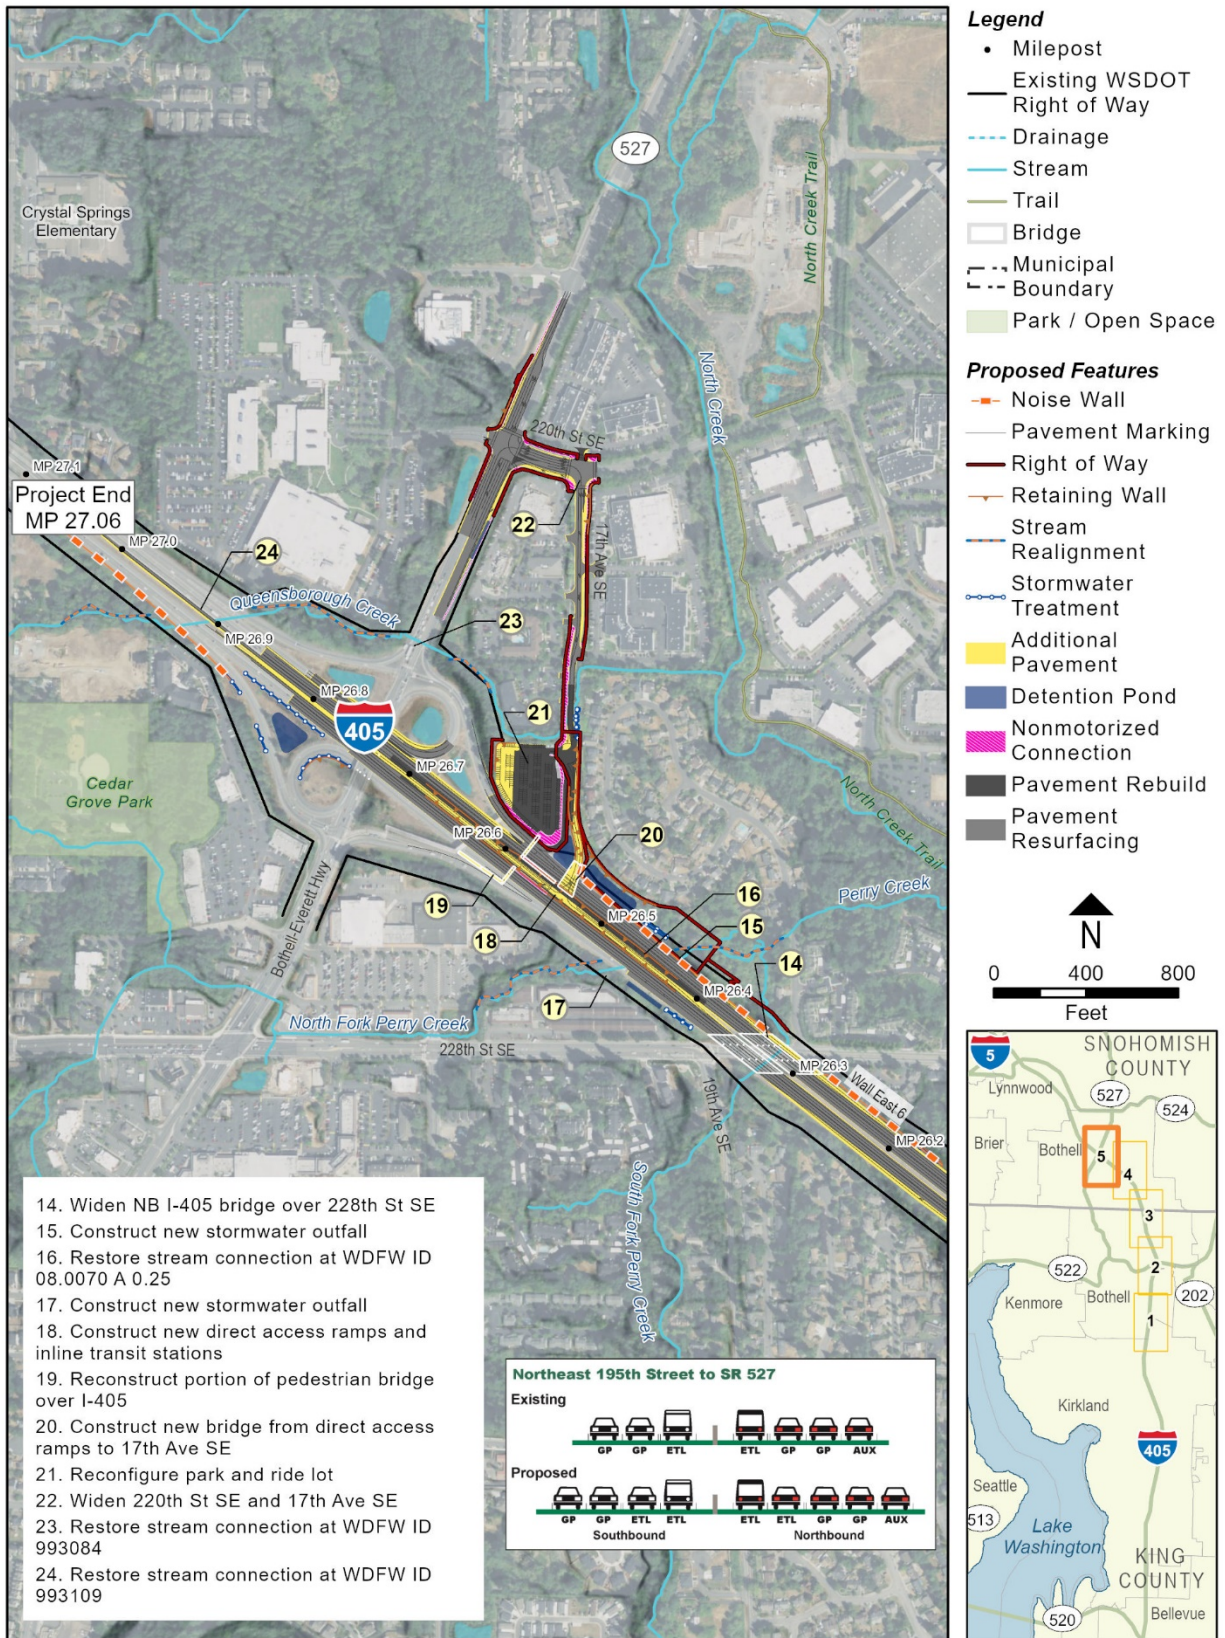 527
Crystal Springs
Elementary
North Creek Trail
North Creek
220th St SE
MP 27.1
Project End
MP 27.06
MP 27.0
24
22
17th Ave SE
Queensborough Creek
23
MP 26.9
MP 26.8
21
405
MP 26.7
Cedar
Grove Park
North Creek Trail
MP 26.6
20
Perry Creek
19
16
MP 26.5
15
18
Bothell-Everett Hwy
14
MP 26.4
17
North Fork Perry Creek
228th St SE
MP 26.3
Wall East 6
19th Ave SE
MP 26.2
South Fork Perry Creek
14. Widen NB I-405 bridge over 228th St SE
15. Construct new stormwater outfall
16. Restore stream connection at WDFW ID
08.0070 A 0.25
17. Construct new stormwater outfall
18. Construct new direct access ramps and
inline transit stations
19. Reconstruct portion of pedestrian bridge
over I-405
20. Construct new bridge from direct access
ramps to 17th Ave SE
21. Reconfigure park and ride lot
22. Widen 220th St SE and 17th Ave SE
23. Restore stream connection at WDFW ID
993084
24. Restore stream connection at WDFW ID
993109
Northeast 195th Street to SR 527
Existing
GP GP ETL ETL GP GP AUX
Proposed
GP GP ETL ETL ETL ETL GP GP AUX
Southbound Northbound
Legend
Milepost
Existing WSDOT
Right of Way
Drainage
Stream
Trail
Bridge
Municipal
Boundary
Park / Open Space
Proposed Features
Noise Wall
Pavement Marking
Right of Way
Retaining Wall
Stream
Realignment
Stormwater
Treatment
Additional
Pavement
Detention Pond
Nonmotorized
Connection
Pavement Rebuild
Pavement
Resurfacing
N
0 400 800
Feet
5
SNOHOMISH
COUNTY
Lynnwood
527
524
Brier
Bothell
5
4
3
2
522
Kenmore
Bothell
202
1
Kirkland
405
Seattle
513
Lake
Washington
KING
COUNTY
520
Bellevue